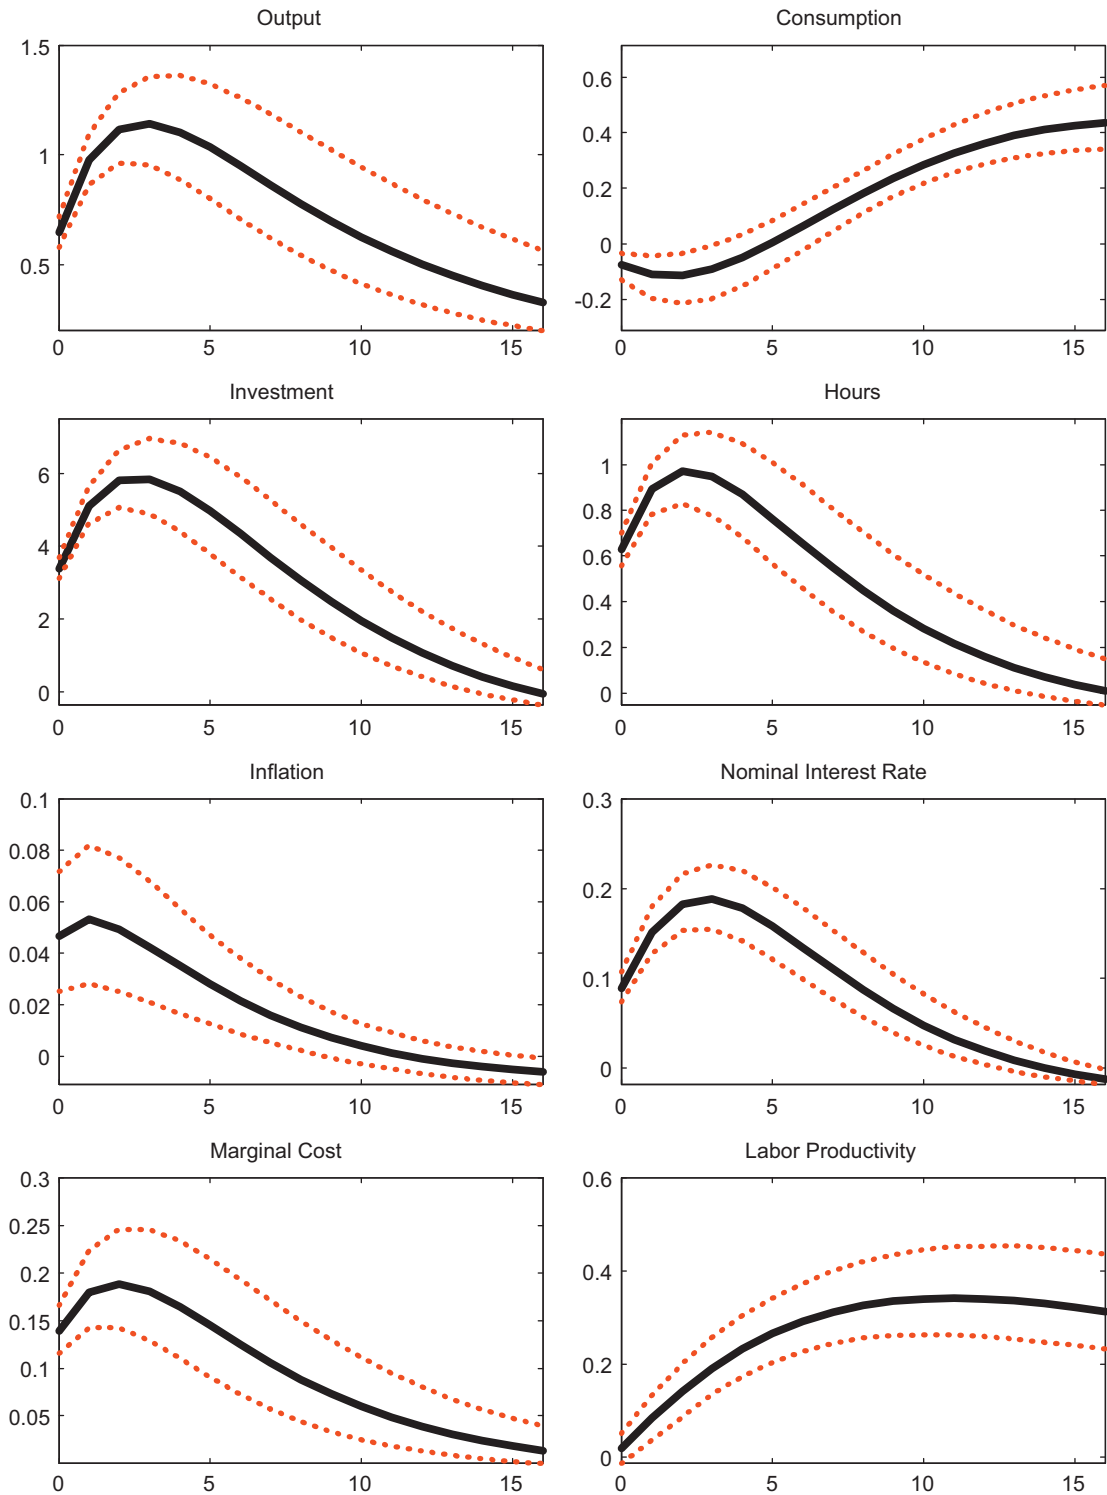 Output
1.5
1
0.5
0 5 10 15
Consumption
0.6
0.4
0.2
0
-0.2
0 5 10 15
Investment
6
4
2
0
0 5 10 15
Hours
1
0.8
0.6
0.4
0.2
0
0 5 10 15
Inflation
0.1
0.08
0.06
0.04
0.02
0
0 5 10 15
Nominal Interest Rate
0.3
0.2
0.1
0
0 5 10 15
Marginal Cost
0.3
0.25
0.2
0.15
0.1
0.05
0 5 10 15
Labor Productivity
0.6
0.4
0.2
0
0 5 10 15